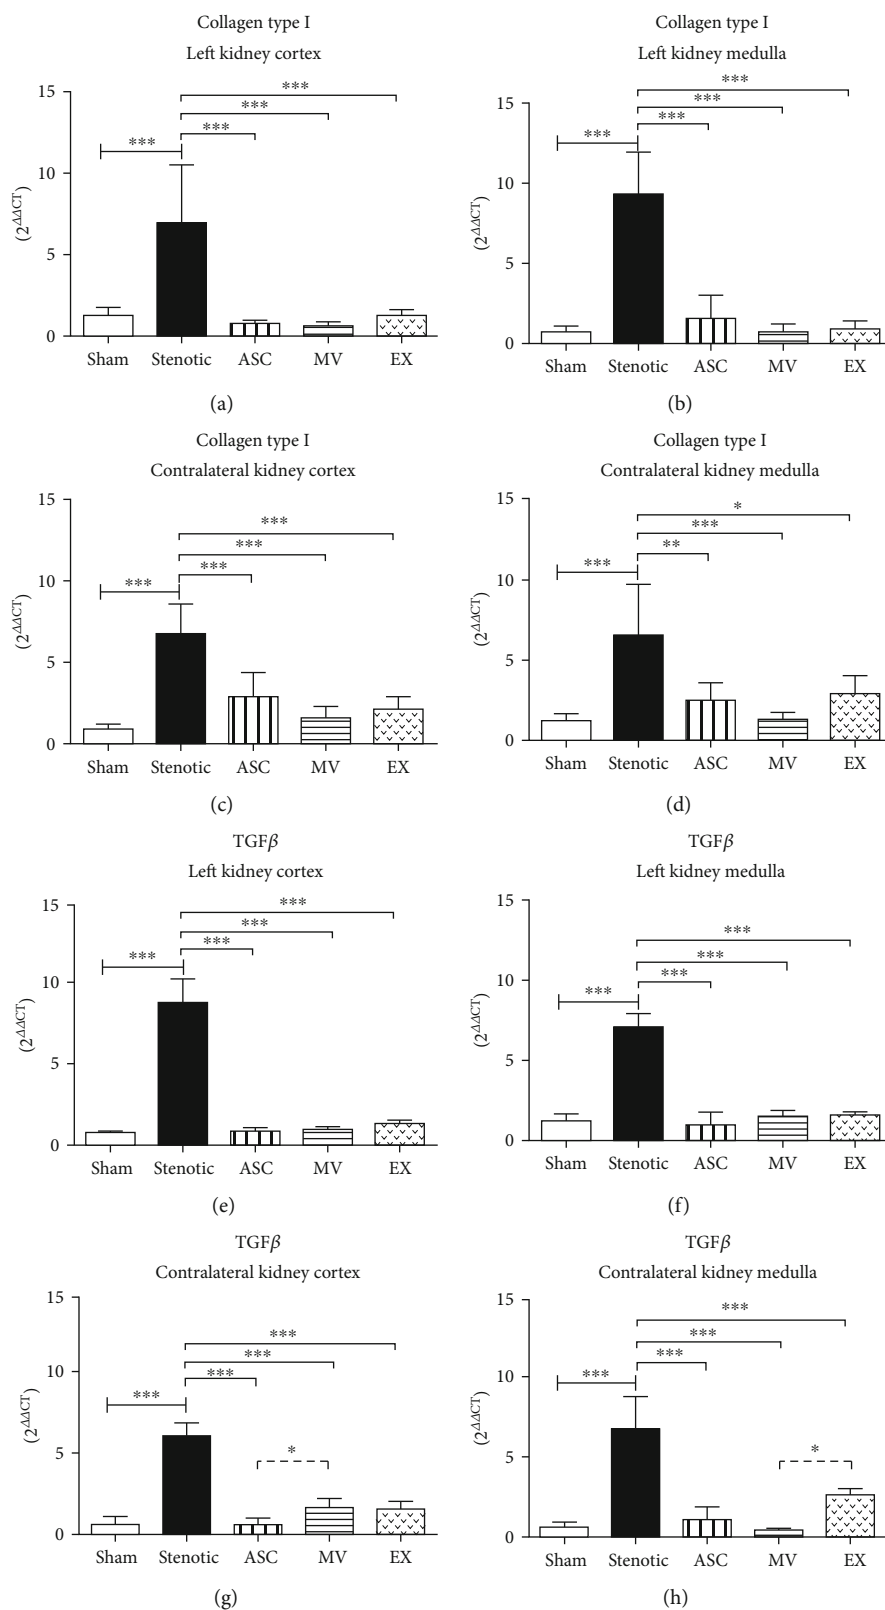 Collagen type I
Left kidney cortex
15
10
5
0
(2^ΔΔCT)
***
***
***
***
Sham Stenotic ASC MV EX
(a)
Collagen type I
Left kidney medulla
15
10
5
0
(2^ΔΔCT)
***
***
***
***
Sham Stenotic ASC MV EX
(b)
Collagen type I
Contralateral kidney cortex
15
10
5
0
(2^ΔΔCT)
***
***
***
***
Sham Stenotic ASC MV EX
(c)
Collagen type I
Contralateral kidney medulla
15
10
5
0
(2^ΔΔCT)
*
***
**
***
Sham Stenotic ASC MV EX
(d)
TGFβ
Left kidney cortex
15
10
5
0
(2^ΔΔCT)
***
***
***
***
Sham Stenotic ASC MV EX
(e)
TGFβ
Left kidney medulla
15
10
5
0
(2^ΔΔCT)
***
***
***
***
Sham Stenotic ASC MV EX
(f)
TGFβ
Contralateral kidney cortex
15
10
5
0
(2^ΔΔCT)
***
***
***
***
*
Sham Stenotic ASC MV EX
(g)
TGFβ
Contralateral kidney medulla
15
10
5
0
(2^ΔΔCT)
***
***
***
***
*
Sham Stenotic ASC MV EX
(h)